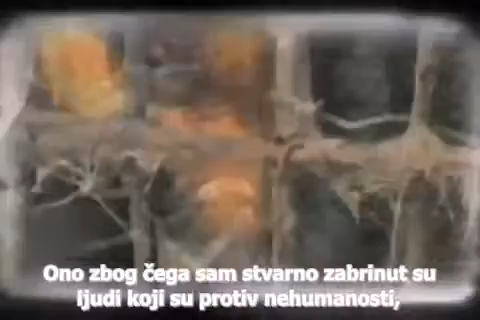 Ono zbog čega sam stvarno zabrinut su
ljudi koji su protiv nehumanosti,